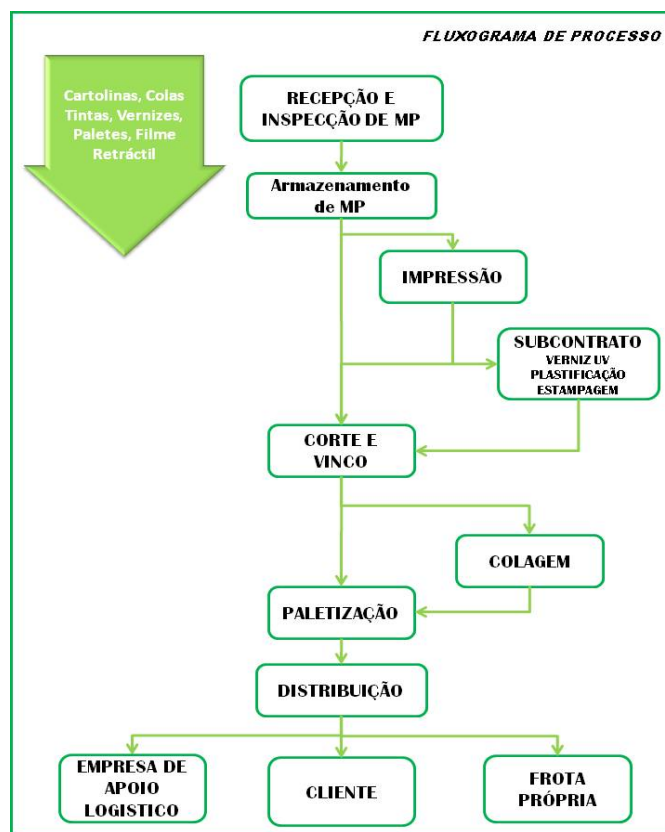 FLUXOGRAMA DE PROCESSO
Cartolinas, Colas
Tintas, Vernizes,
Paletes, Filme
Retráctil
RECEPÇÃO E
INSPECÇÃO DE MP
Armazenamento
de MP
IMPRESSÃO
SUBCONTRATO
VERNIZ UV
PLASTIFICAÇÃO
ESTAMPAGEM
CORTE E
VINCO
COLAGEM
PALETIZAÇÃO
DISTRIBUIÇÃO
EMPRESA DE
APOIO
LOGISTICO
CLIENTE
FROTA
PRÓPRIA